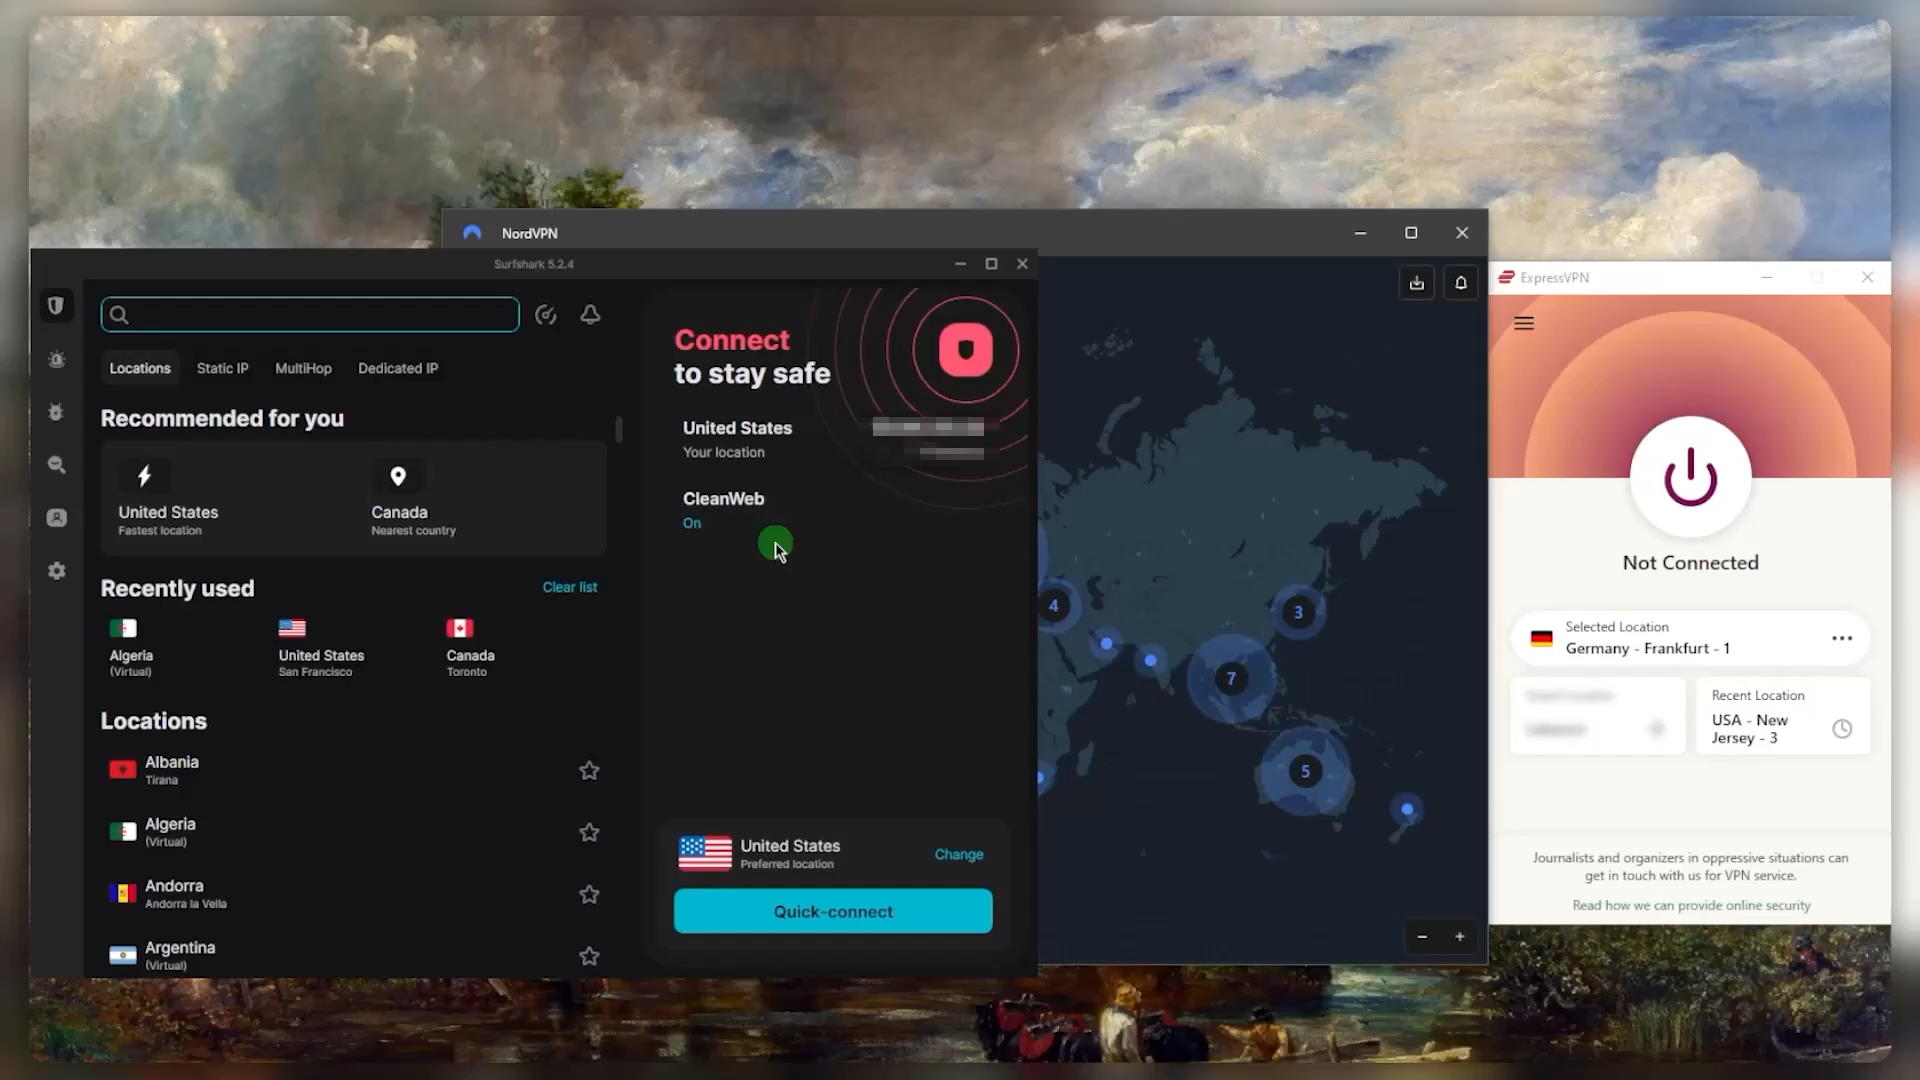 NordVPN
Surfshark 5.2.4
Locations
Static IP
MultiHop
Dedicated IP
Recommended for you
United States
Fastest location
Canada
Nearest country
Recently used
Clear list
Algeria
(Virtual)
United States
San Francisco
Canada
Toronto
Locations
Albania
Tirana
Algeria
(Virtual)
Andorra
Andorra la Vella
Argentina
(Virtual)
Connect
to stay safe
United States
Your location
CleanWeb
On
United States
Preferred location
Change
Quick-connect
4
3
7
5
ExpressVPN
Not Connected
Selected Location
Germany - Frankfurt - 1
Recent Location
USA - New
Jersey - 3
Journalists and organizers in oppressive situations can
get in touch with us for VPN service.
Read how we can provide online security